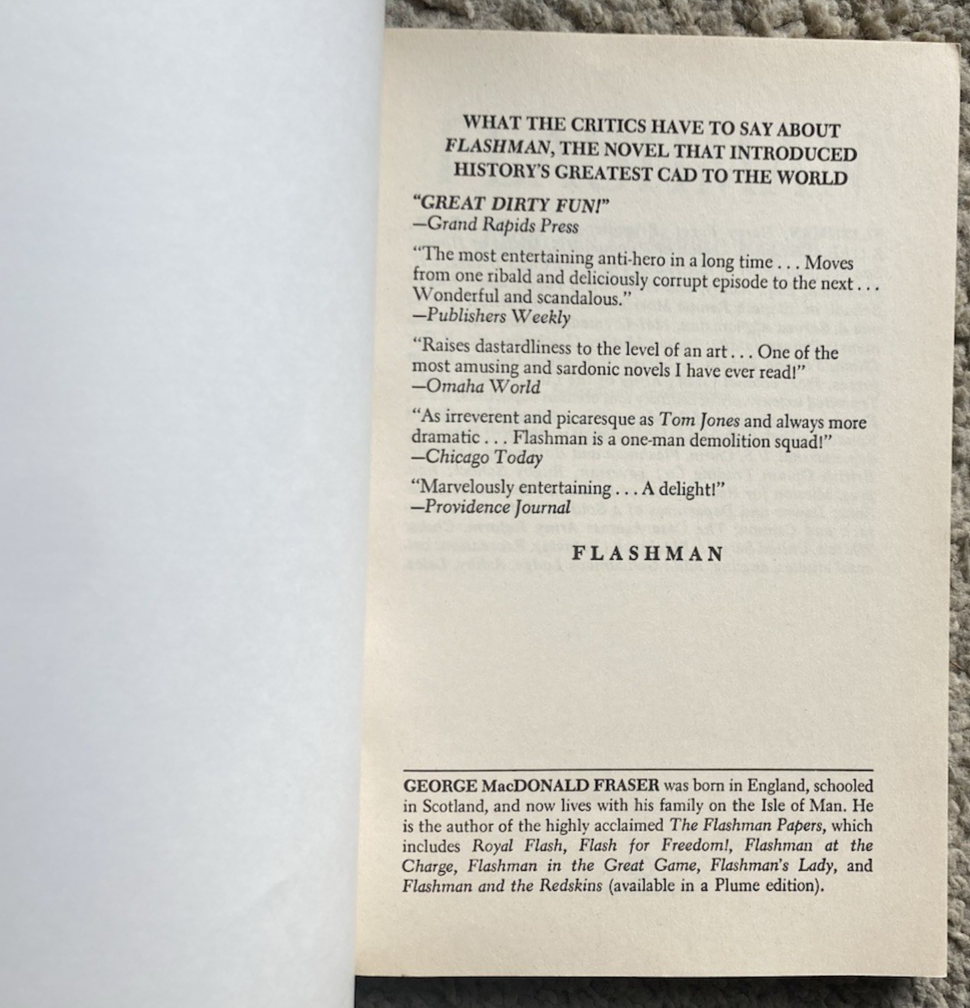 WHAT THE CRITICS HAVE TO SAY ABOUT
FLASHMAN, THE NOVEL THAT INTRODUCED
HISTORY'S GREATEST CAD TO THE WORLD
“GREAT DIRTY FUN!”
—Grand Rapids Press
“The most entertaining anti-hero in a long time . . . Moves
from one ribald and deliciously corrupt episode to the next . . .
Wonderful and scandalous.”
—Publishers Weekly
“Raises dastardliness to the level of an art . . . One of the
most amusing and sardonic novels I have ever read!”
—Omaha World
“As irreverent and picaresque as Tom Jones and always more
dramatic . . . Flashman is a one-man demolition squad!”
—Chicago Today
“Marvelously entertaining . . . A delight!”
—Providence Journal
FLASHMAN
GEORGE MacDONALD FRASER was born in England, schooled
in Scotland, and now lives with his family on the Isle of Man. He
is the author of the highly acclaimed The Flashman Papers, which
includes Royal Flash, Flash for Freedom!, Flashman at the
Charge, Flashman in the Great Game, Flashman's Lady, and
Flashman and the Redskins (available in a Plume edition).